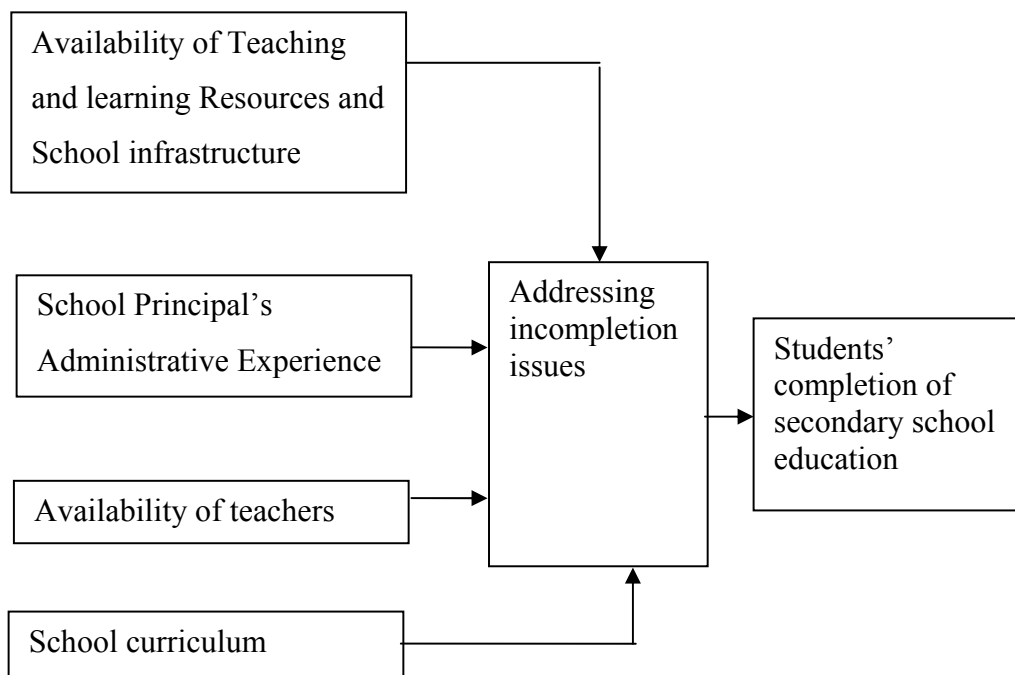 Availability of Teaching
and learning Resources and
School infrastructure
School Principal’s
Administrative Experience
Availability of teachers
School curriculum
Addressing
incompletion
issues
Students’
completion of
secondary school
education